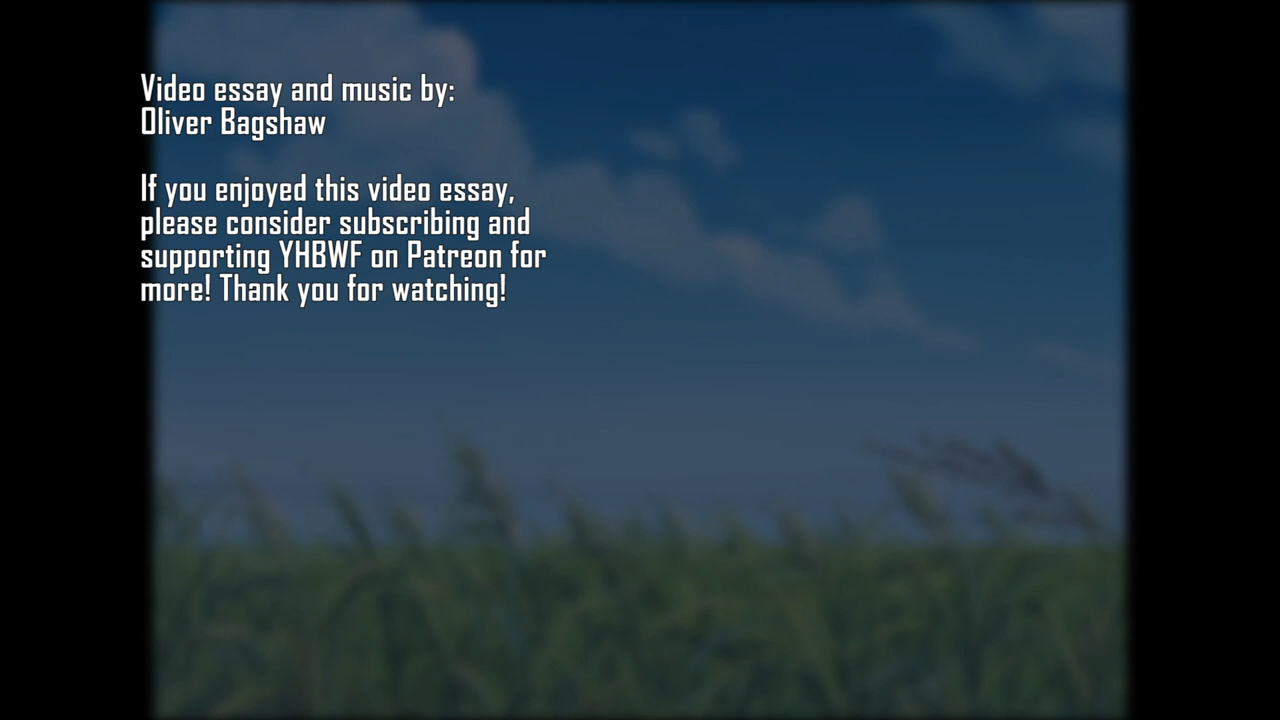 Video essay and music by:
Oliver Bagshaw
If you enjoyed this video essay,
please consider subscribing and
supporting YHBWF on Patreon for
more! Thank you for watching!